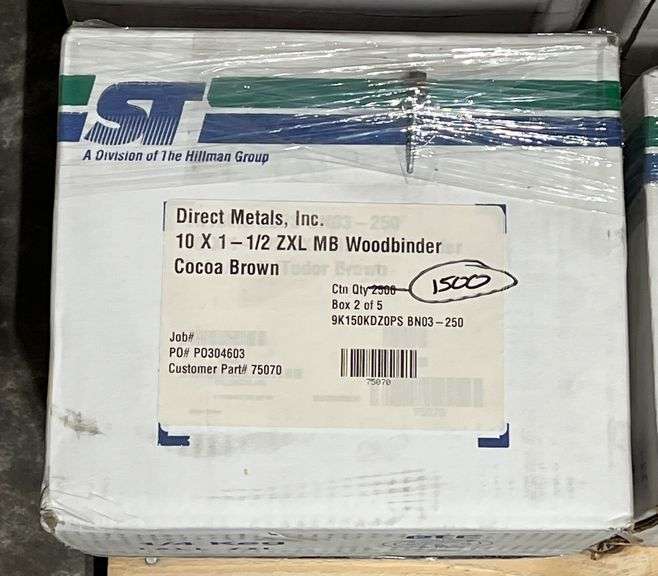 ST
A Division of The Hillman Group
Direct Metals, Inc.
10 X 1-1/2 ZXL MB Woodbinder
Cocoa Brown
Ctn Qty 2500 1500
Box 2 of 5
9K150KDZ0PS BN03-250
Job#
PO# PO304603
Customer Part# 75070
75070